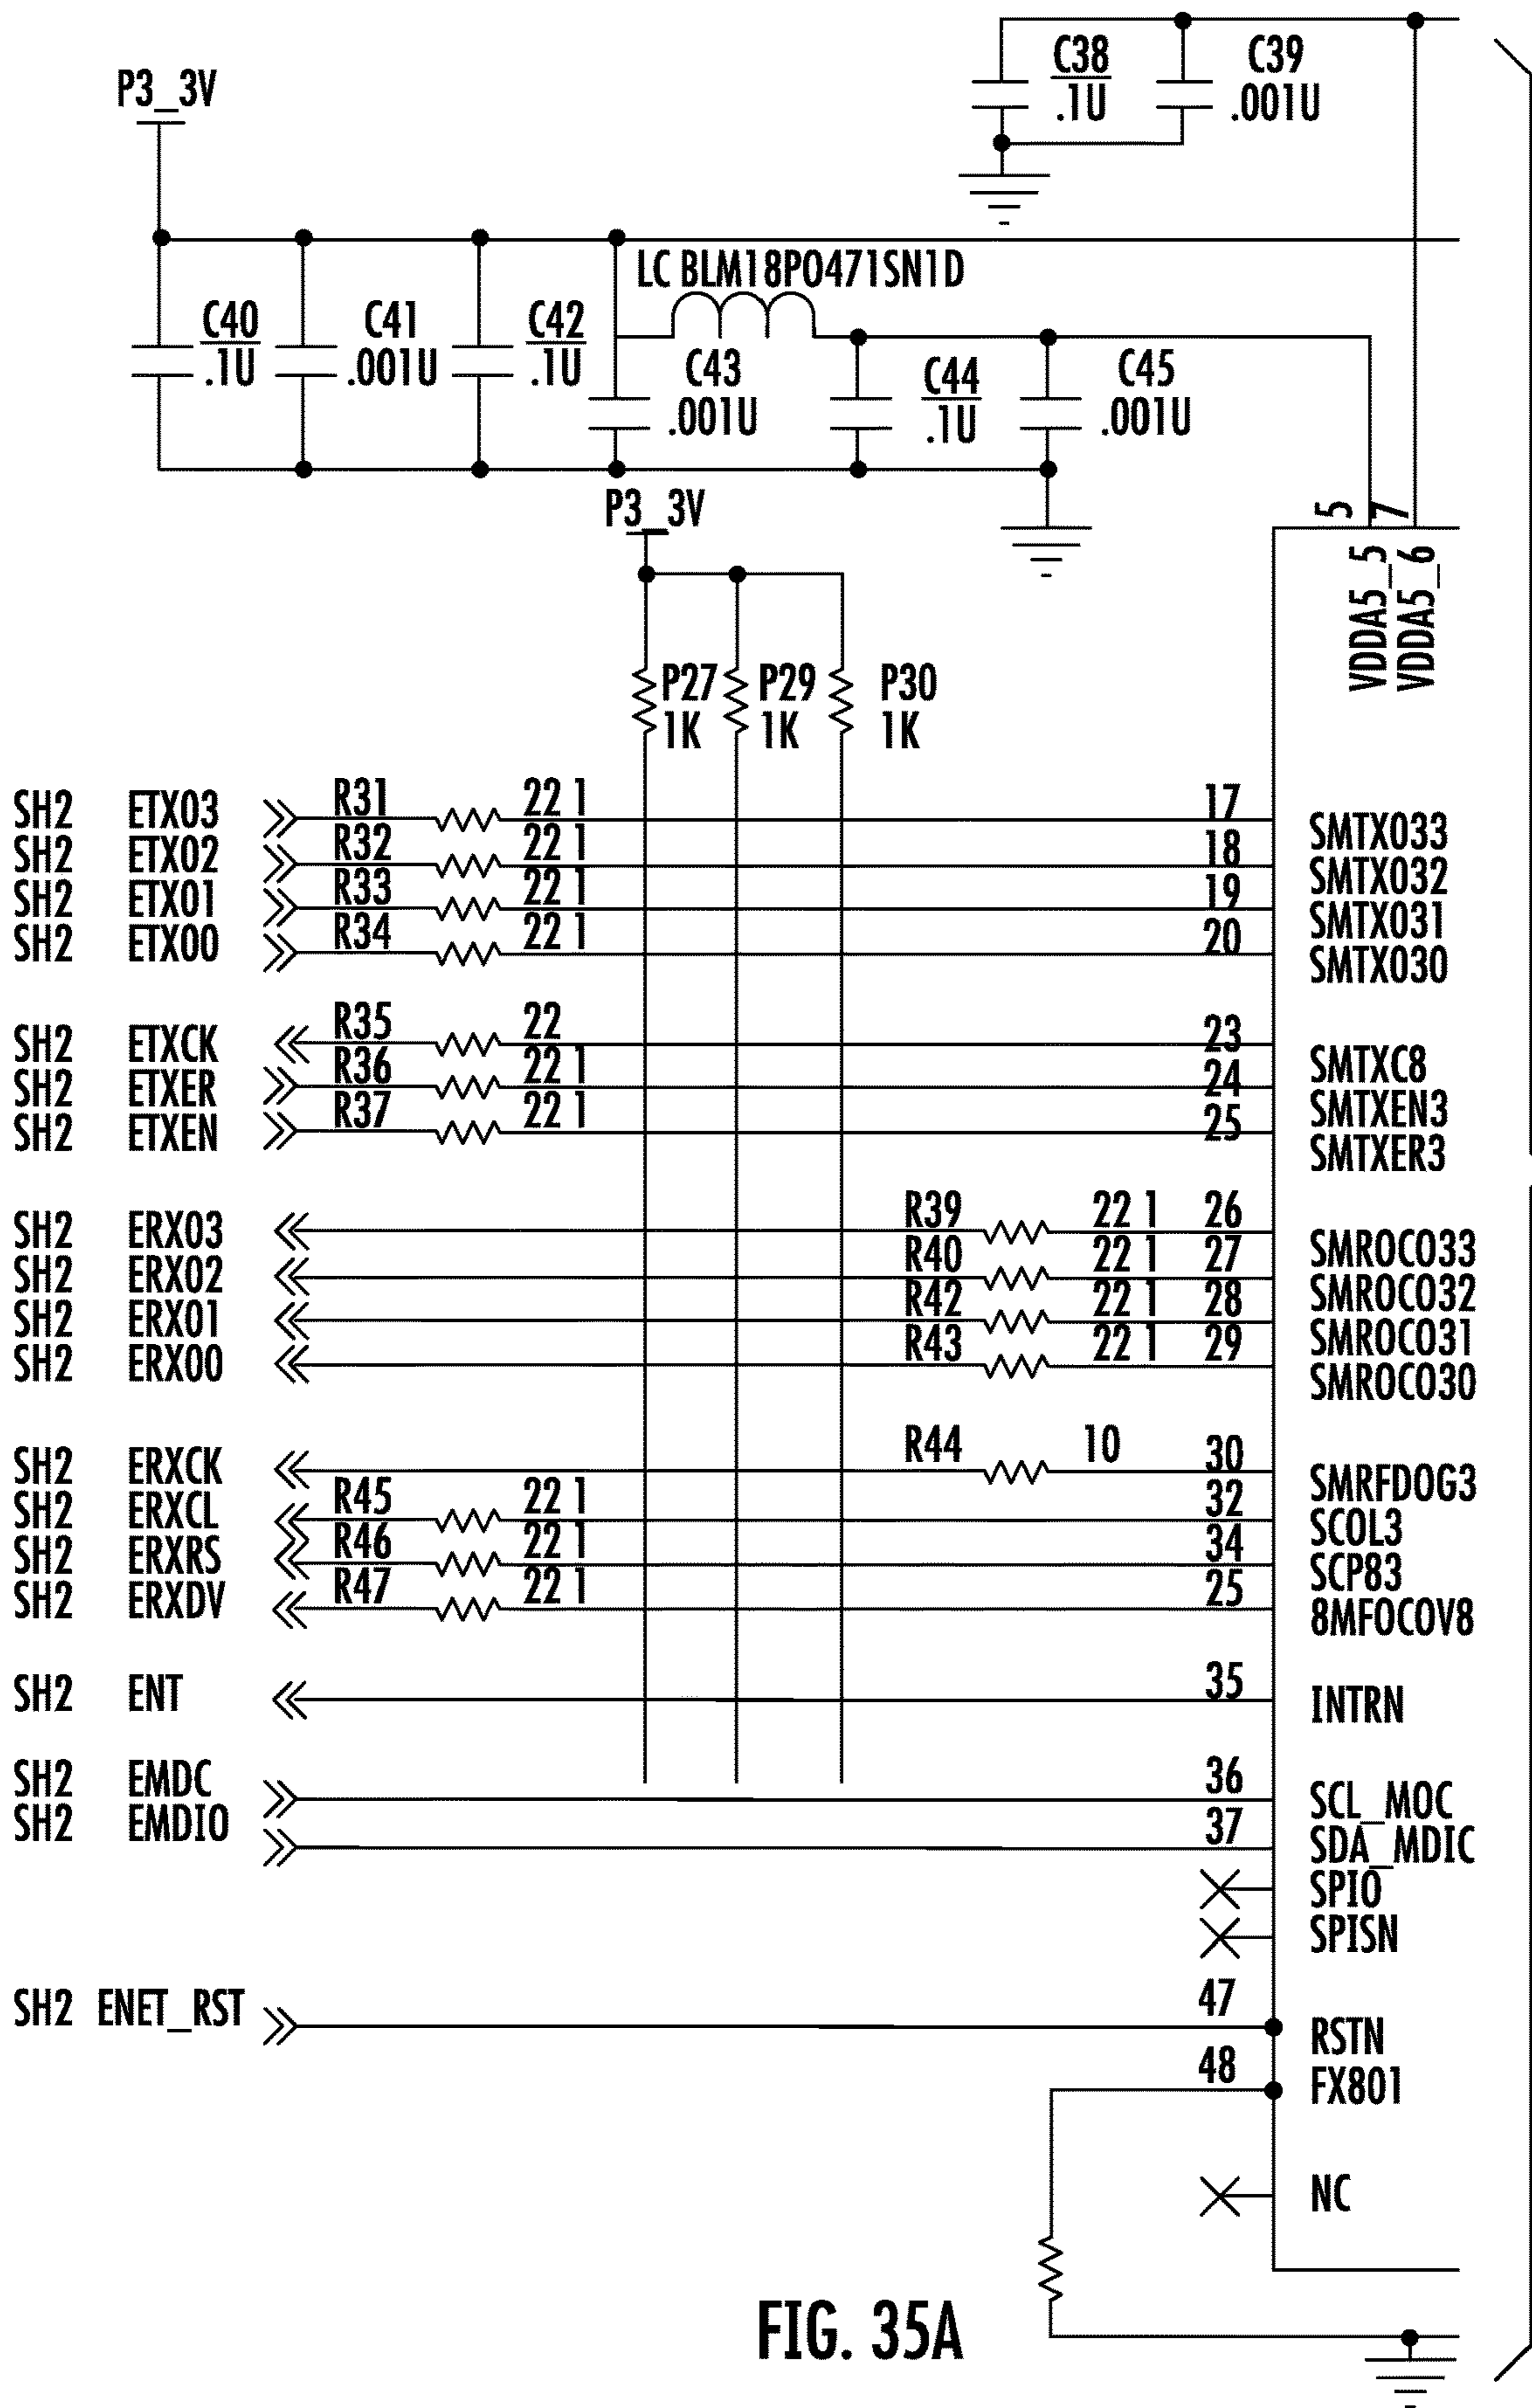 C38
.1U
C39
.001U
P3_3V
LC BLM18PO471SN1D
C40
.1U
C41
.001U
C42
.1U
C43
.001U
C44
.1U
C45
.001U
P3_3V
5
7
VDDA5_5
VDDA5_6
P27
1K
P29
1K
P30
1K
SH2 ETX03 R31 22 1 17 SMTX033
SH2 ETX02 R32 22 1 18 SMTX032
SH2 ETX01 R33 22 1 19 SMTX031
SH2 ETX00 R34 22 1 20 SMTX030
SH2 ETXCK R35 22 23 SMTXC8
SH2 ETXER R36 22 1 24 SMTXEN3
SH2 ETXEN R37 22 1 25 SMTXER3
SH2 ERX03 R39 22 1 26 SMROCO33
SH2 ERX02 R40 22 1 27 SMROCO32
SH2 ERX01 R42 22 1 28 SMROCO31
SH2 ERX00 R43 22 1 29 SMROCO30
SH2 ERXCK R44 10 30 SMRFDOG3
SH2 ERXCL R45 22 1 32 SCOL3
SH2 ERXRS R46 22 1 34 SCP83
SH2 ERXDV R47 22 1 25 8MFOCOV8
SH2 ENT 35 INTRN
SH2 EMDC 36 SCL_MOC
SH2 EMDIO 37 SDA_MDIC
SPIO
SPISN
SH2 ENET_RST 47 RSTN
48 FX801
NC
FIG. 35A